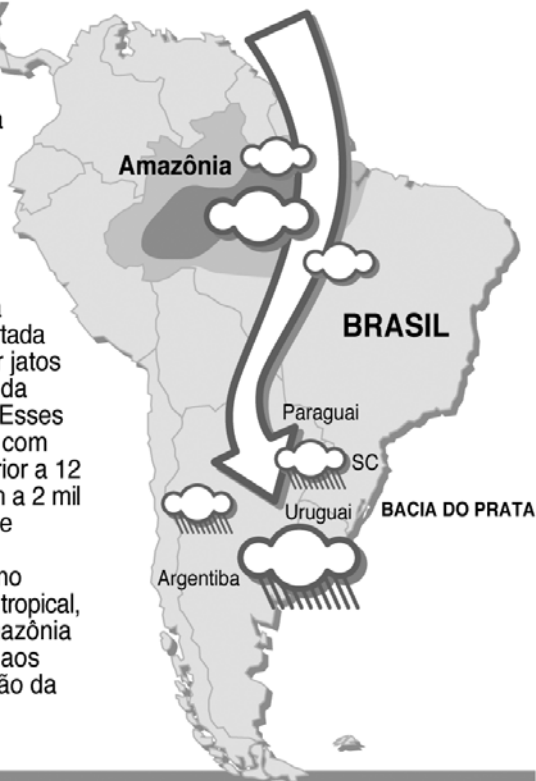 a
tada
r jatos
da
Esses
com
rior a 12
a 2 mil
e
tropical,
azônia
aos
ão da
Amazônia
BRASIL
Paraguai
SC
Uruguai
BACIA DO PRATA
Argentiba